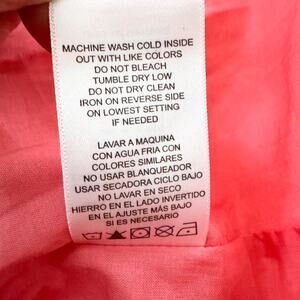 MACHINE WASH COLD INSIDE
OUT WITH LIKE COLORS
DO NOT BLEACH
TUMBLE DRY LOW
DO NOT DRY CLEAN
IRON ON REVERSE SIDE
ON LOWEST SETTING
IF NEEDED
LAVAR A MAQUINA
CON AGUA FRIA CON
COLORES SIMILARES
NO USAR BLANQUEADOR
USAR SECADORA CICLO BAJO
NO LAVAR EN SECO
HIERRO EN EL LADO INVERTIDO
EN EL AJUSTE MÁS BAJO
SI ES NECESARIO